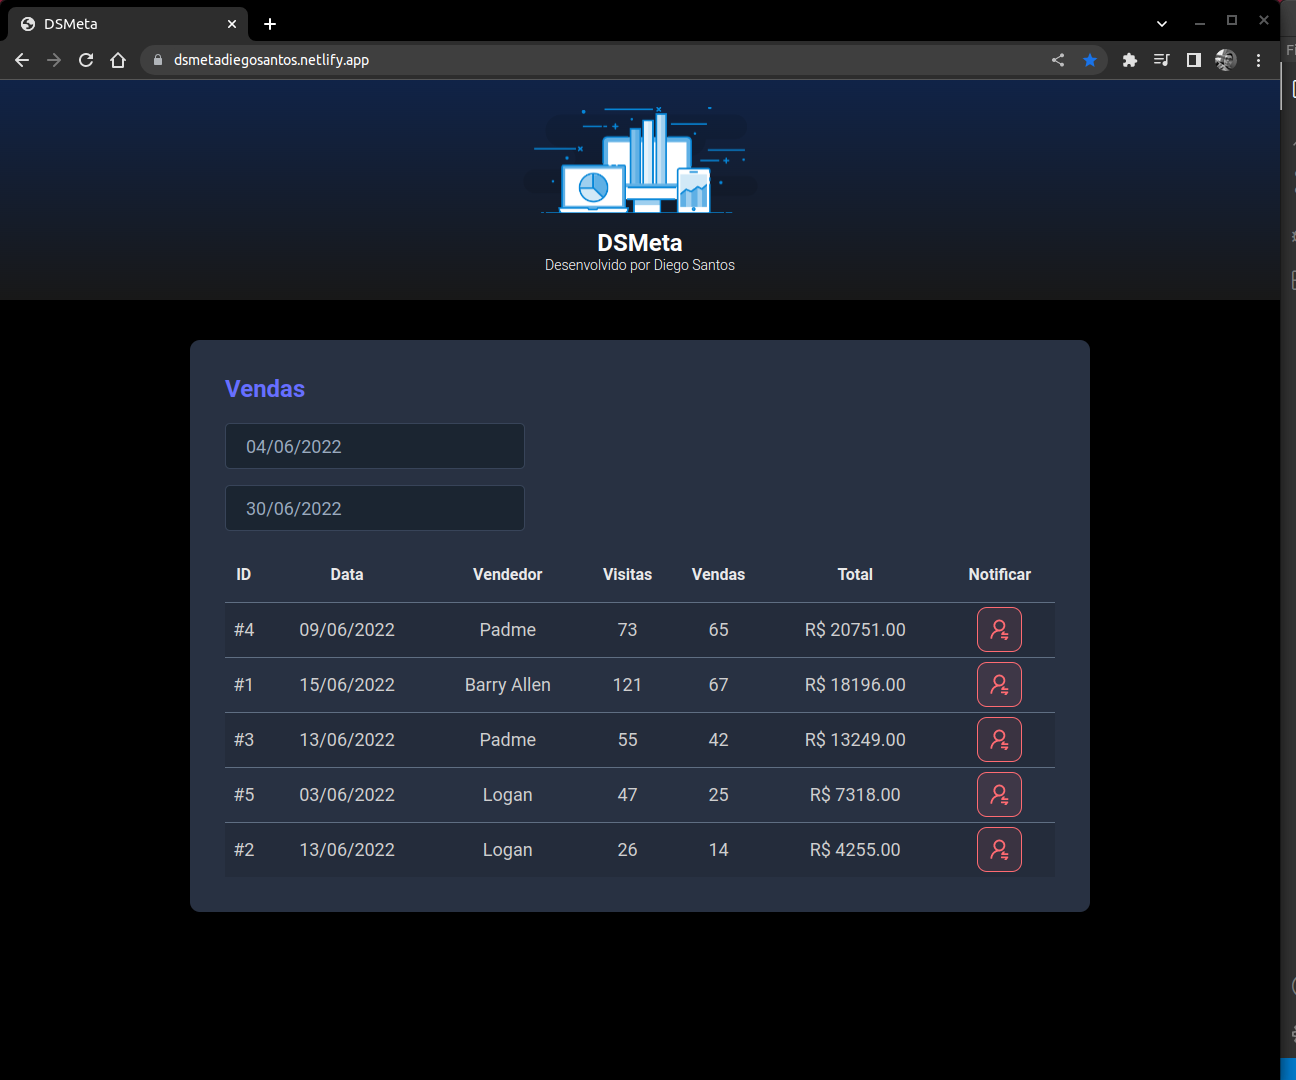 DSMeta
dsmetadiegosantos.netlify.app
DSMeta
Desenvolvido por Diego Santos
Vendas
04/06/2022
30/06/2022
ID Data Vendedor Visitas Vendas Total Notificar
#4 09/06/2022 Padme 73 65 R$ 20751.00
#1 15/06/2022 Barry Allen 121 67 R$ 18196.00
#3 13/06/2022 Padme 55 42 R$ 13249.00
#5 03/06/2022 Logan 47 25 R$ 7318.00
#2 13/06/2022 Logan 26 14 R$ 4255.00